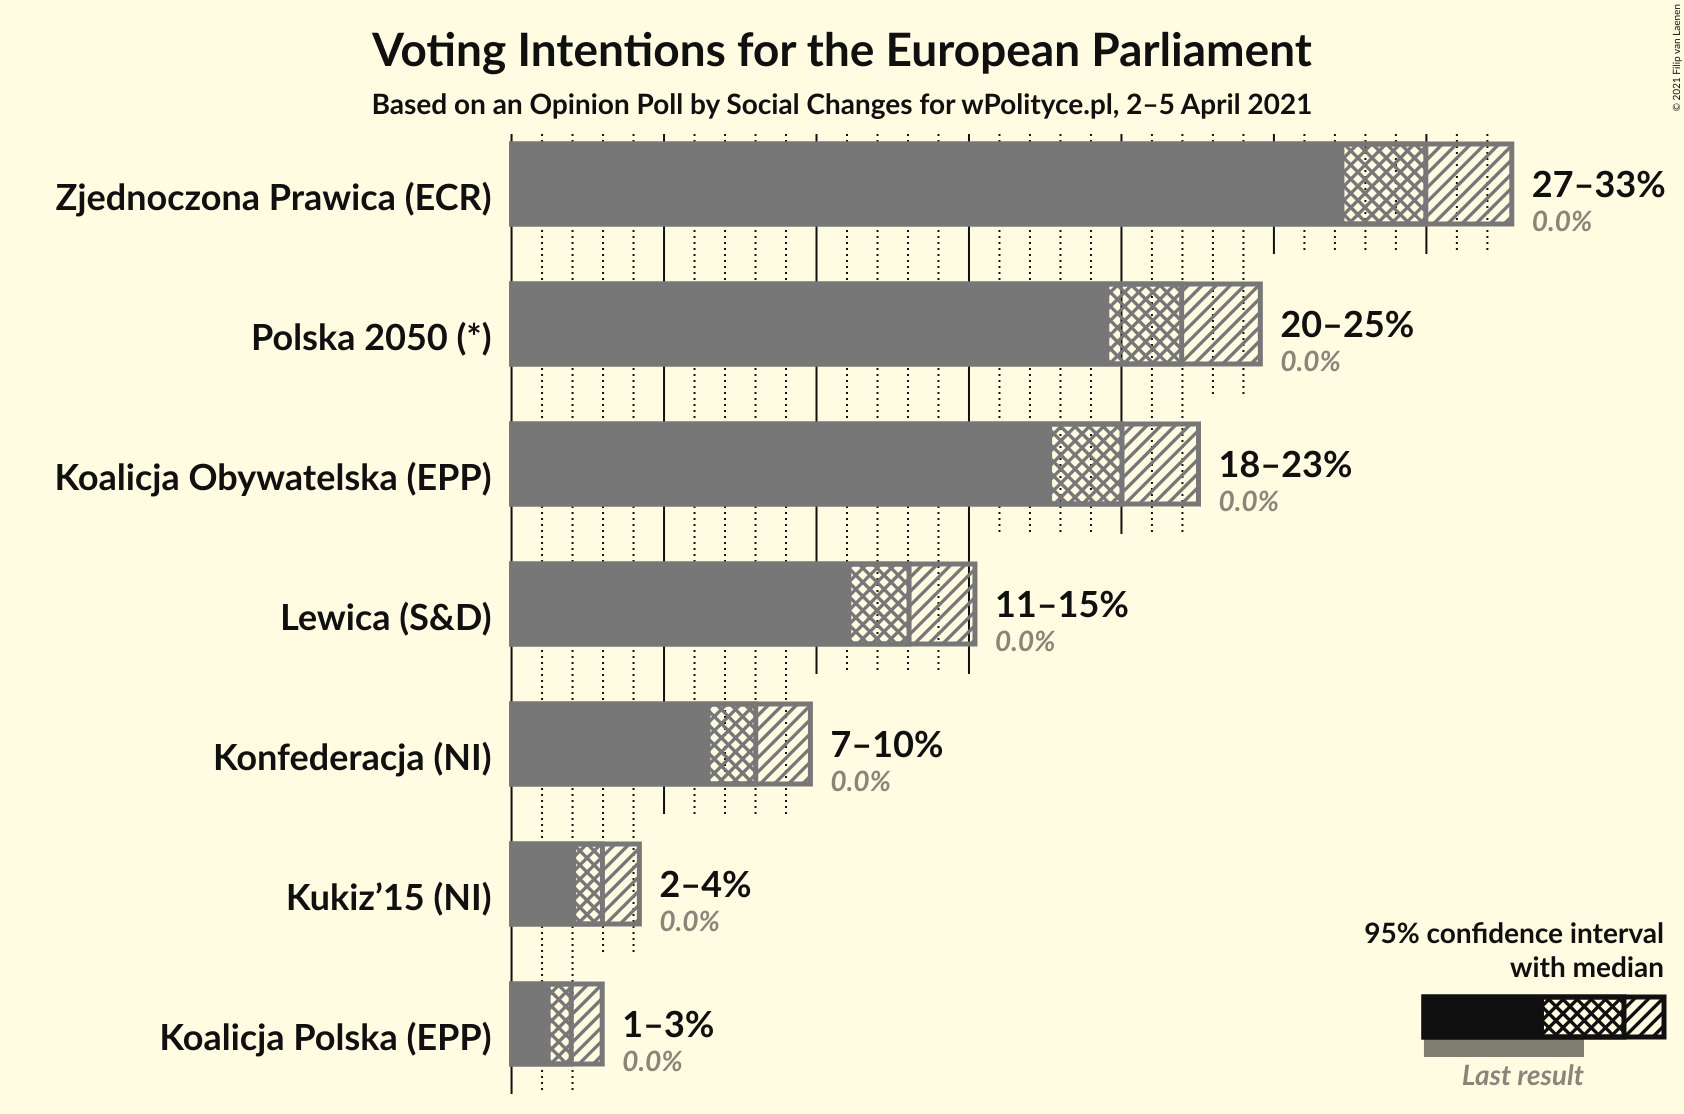 Voting Intentions for the European Parliament
Based on an Opinion Poll by Social Changes for wPolityce.pl, 2–5 April 2021
© 2021 Filip van Laenen
Zjednoczona Prawica (ECR)
27–33%
0.0%
Polska 2050 (*)
20–25%
0.0%
Koalicja Obywatelska (EPP)
18–23%
0.0%
Lewica (S&D)
11–15%
0.0%
Konfederacja (NI)
7–10%
0.0%
Kukiz’15 (NI)
2–4%
0.0%
Koalicja Polska (EPP)
1–3%
0.0%
95% confidence interval
with median
Last result